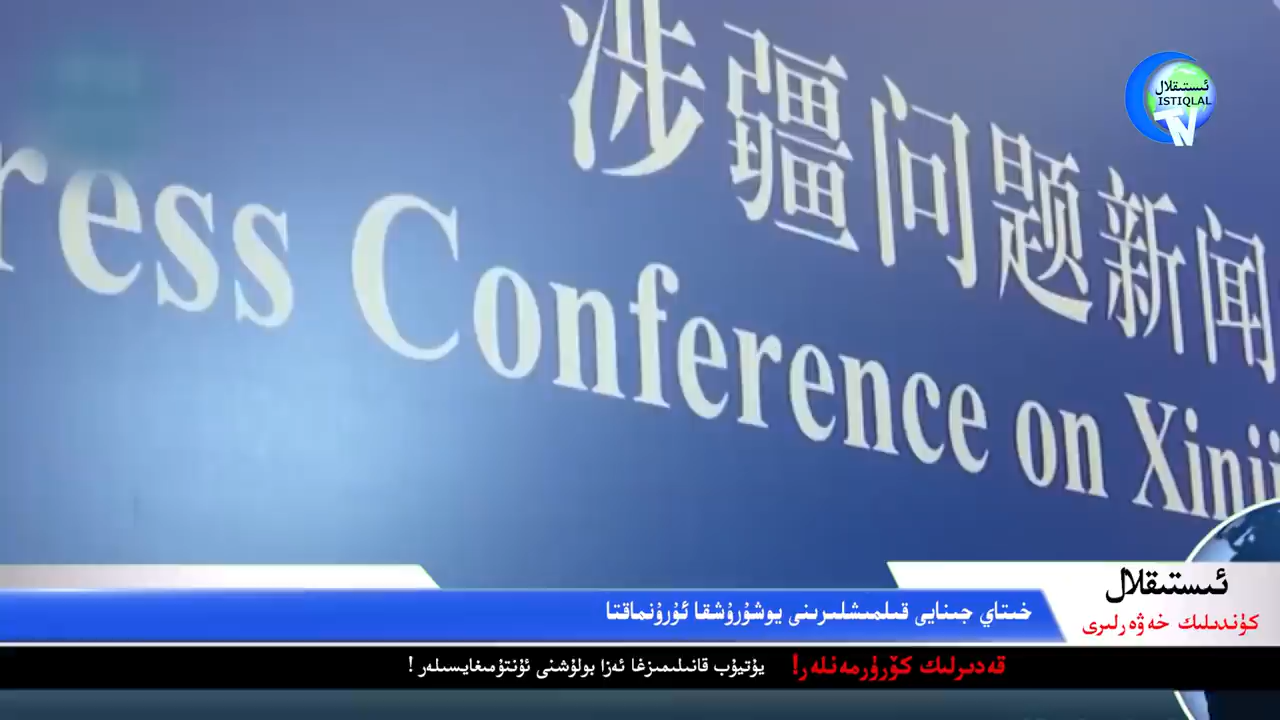 涉疆问题新闻
ress Conference on Xinji
ئىستىقلال
ISTIQLAL
TV
ئىستىقلال
كۈندىلىك خەۋەرلىرى
خىتاي جىنايى قىلمىشلىرىنى يوشۇرۇشقا ئۇرۇنماقتا
قەدىرلىك كۆرۈرمەنلەر! يۇتيۇب قانىلىمىزغا ئەزا بولۇشنى ئۇنتۇمىغايسىلەر !